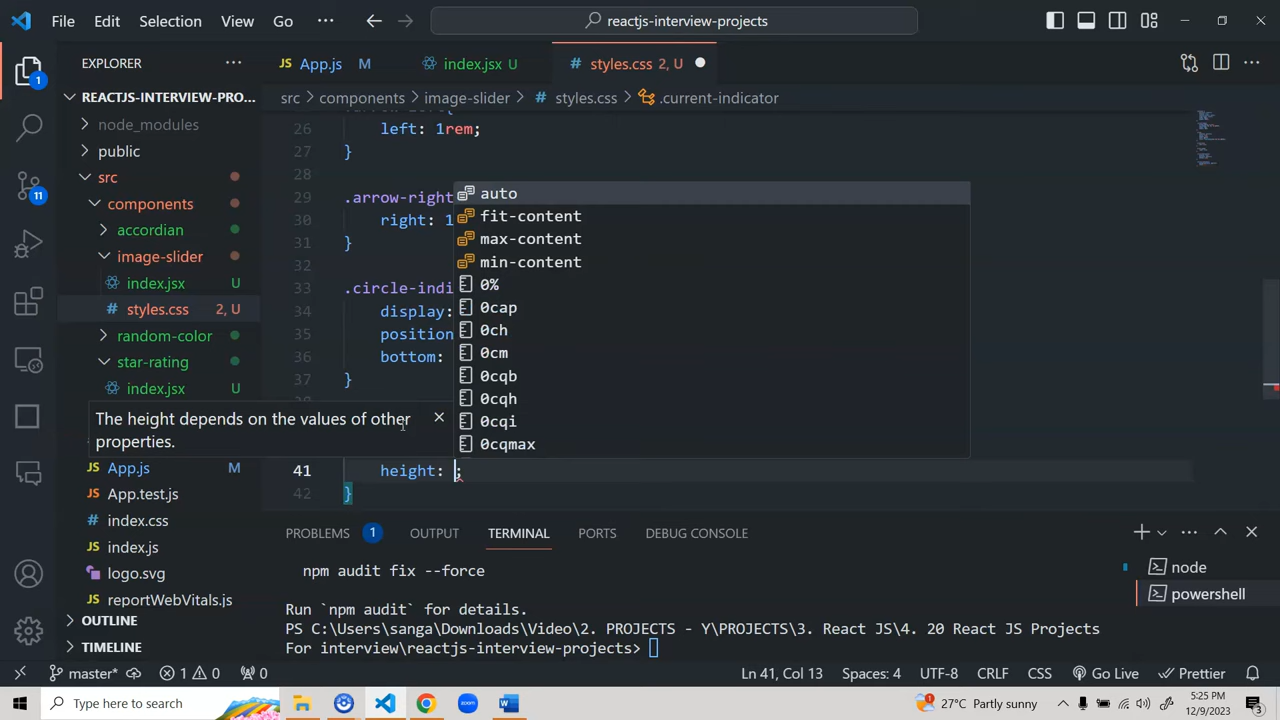 File Edit Selection View Go ··· reactjs-interview-projects
EXPLORER ···
1
REACTJS-INTERVIEW-PRO...
node_modules
public
src
components
accordian
image-slider
index.jsx U
# styles.css 2, U
random-color
star-rating
index.jsx U
JS App.js M
JS App.test.js
# index.css
JS index.js
logo.svg
JS reportWebVitals.js
OUTLINE
TIMELINE
11
JS App.js M index.jsx U # styles.css 2, U
src > components > image-slider > # styles.css > .current-indicator
26 left: 1rem;
27 }
28
29 .arrow-right
30 right: 1
31 }
32
33 .circle-indi
34 display:
35 position
36 bottom:
37 }
41 height: ;
42 }
auto
fit-content
max-content
min-content
0%
0cap
0ch
0cm
0cqb
0cqh
0cqi
0cqmax
The height depends on the values of other
properties.
PROBLEMS 1 OUTPUT TERMINAL PORTS DEBUG CONSOLE
npm audit fix --force
Run `npm audit` for details.
PS C:\Users\sanga\Downloads\Video\2. PROJECTS - Y\PROJECTS\3. React JS\4. 20 React JS Projects
For interview\reactjs-interview-projects>
node
powershell
master* 1 0 0 Ln 41, Col 13 Spaces: 4 UTF-8 CRLF CSS Go Live Prettier
Type here to search
zoom
27°C Partly sunny
5:25 PM
12/9/2023
3